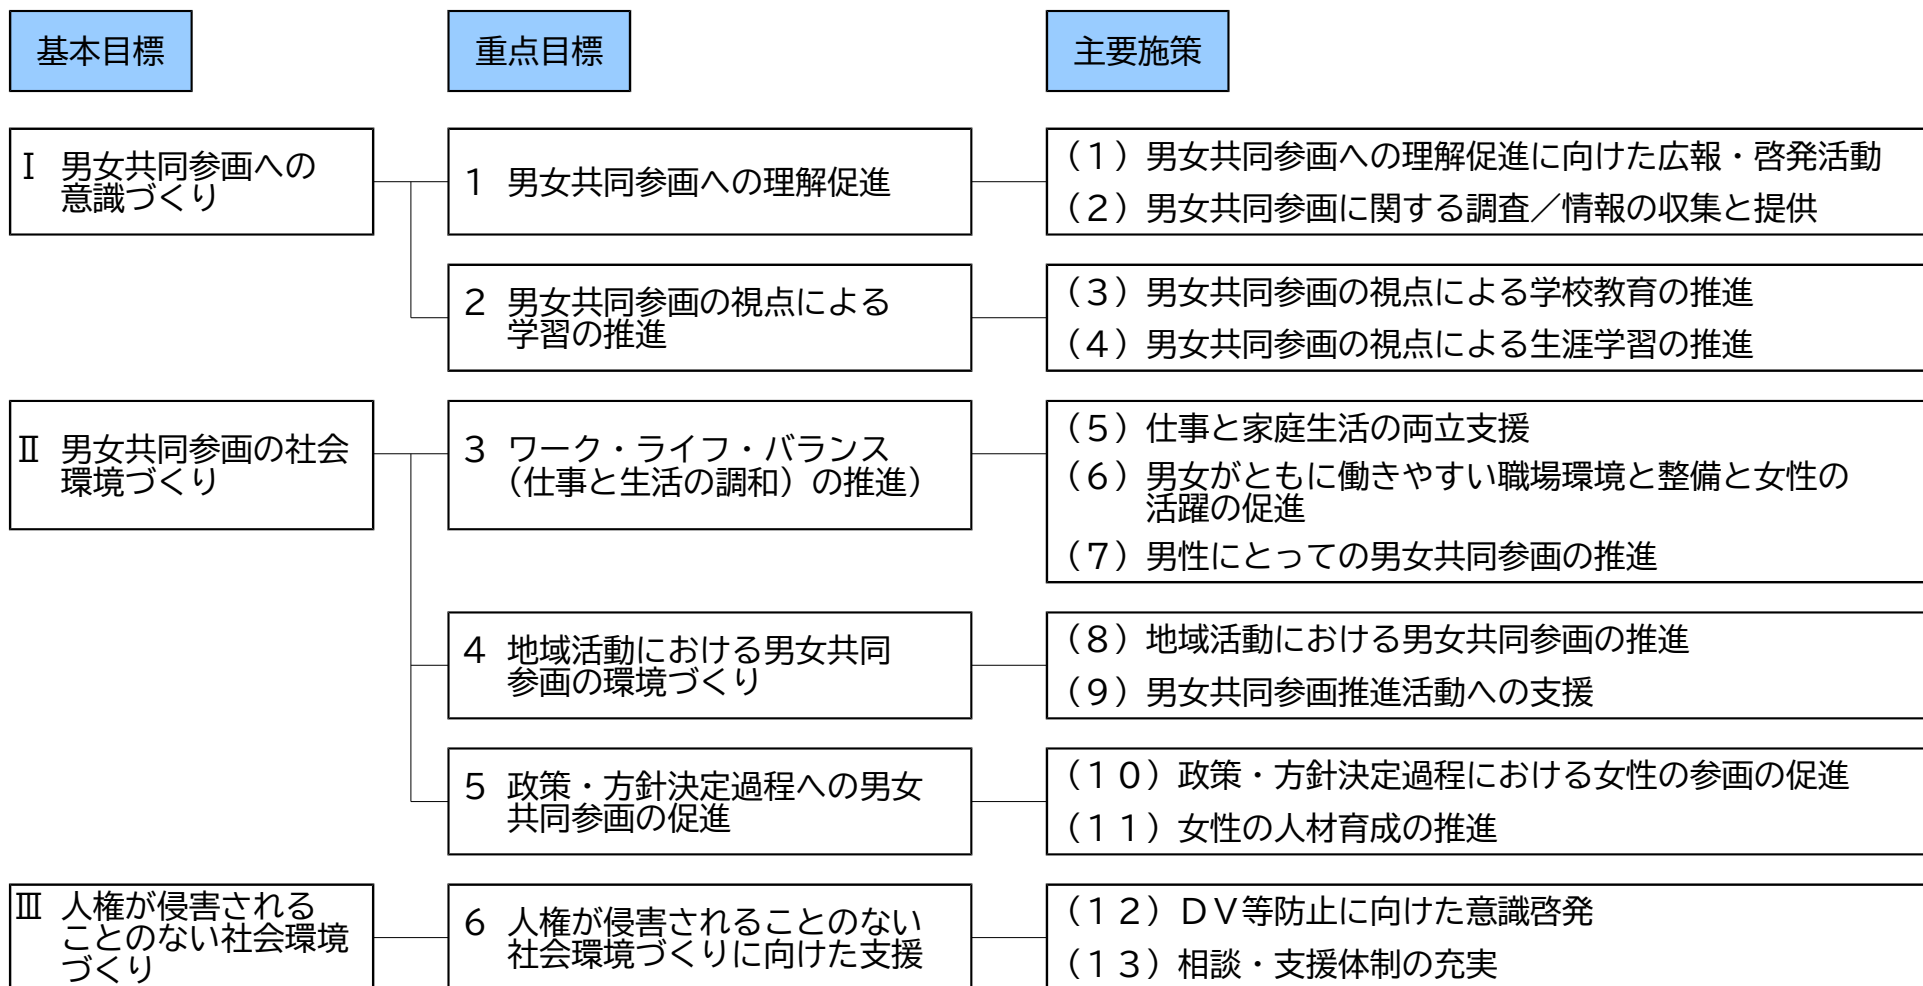 基本目標
重点目標
主要施策
Ⅰ 男女共同参画への
意識づくり
1 男女共同参画への理解促進
(1)男女共同参画への理解促進に向けた広報・啓発活動
(2)男女共同参画に関する調査/情報の収集と提供
2 男女共同参画の視点による
学習の推進
(3)男女共同参画の視点による学校教育の推進
(4)男女共同参画の視点による生涯学習の推進
Ⅱ 男女共同参画の社会
環境づくり
3 ワーク・ライフ・バランス
(仕事と生活の調和)の推進)
(5)仕事と家庭生活の両立支援
(6)男女がともに働きやすい職場環境と整備と女性の
活躍の促進
(7)男性にとっての男女共同参画の推進
4 地域活動における男女共同
参画の環境づくり
(8)地域活動における男女共同参画の推進
(9)男女共同参画推進活動への支援
5 政策・方針決定過程への男女
共同参画の促進
(10)政策・方針決定過程における女性の参画の促進
(11)女性の人材育成の推進
Ⅲ 人権が侵害される
ことのない社会環境
づくり
6 人権が侵害されることのない
社会環境づくりに向けた支援
(12)DV等防止に向けた意識啓発
(13)相談・支援体制の充実